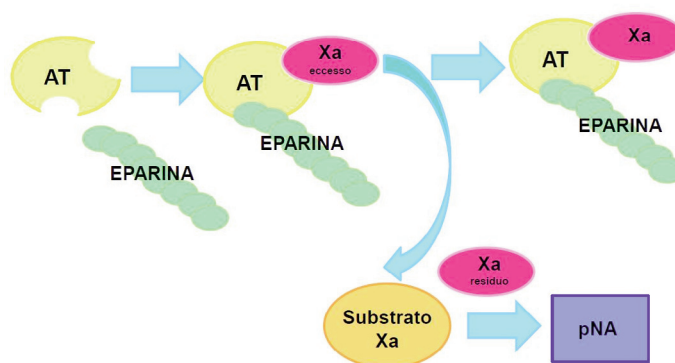 AT
EPARINA
Xa
eccesso
AT
EPARINA
Xa
AT
EPARINA
Substrato
Xa
Xa
residuo
pNA